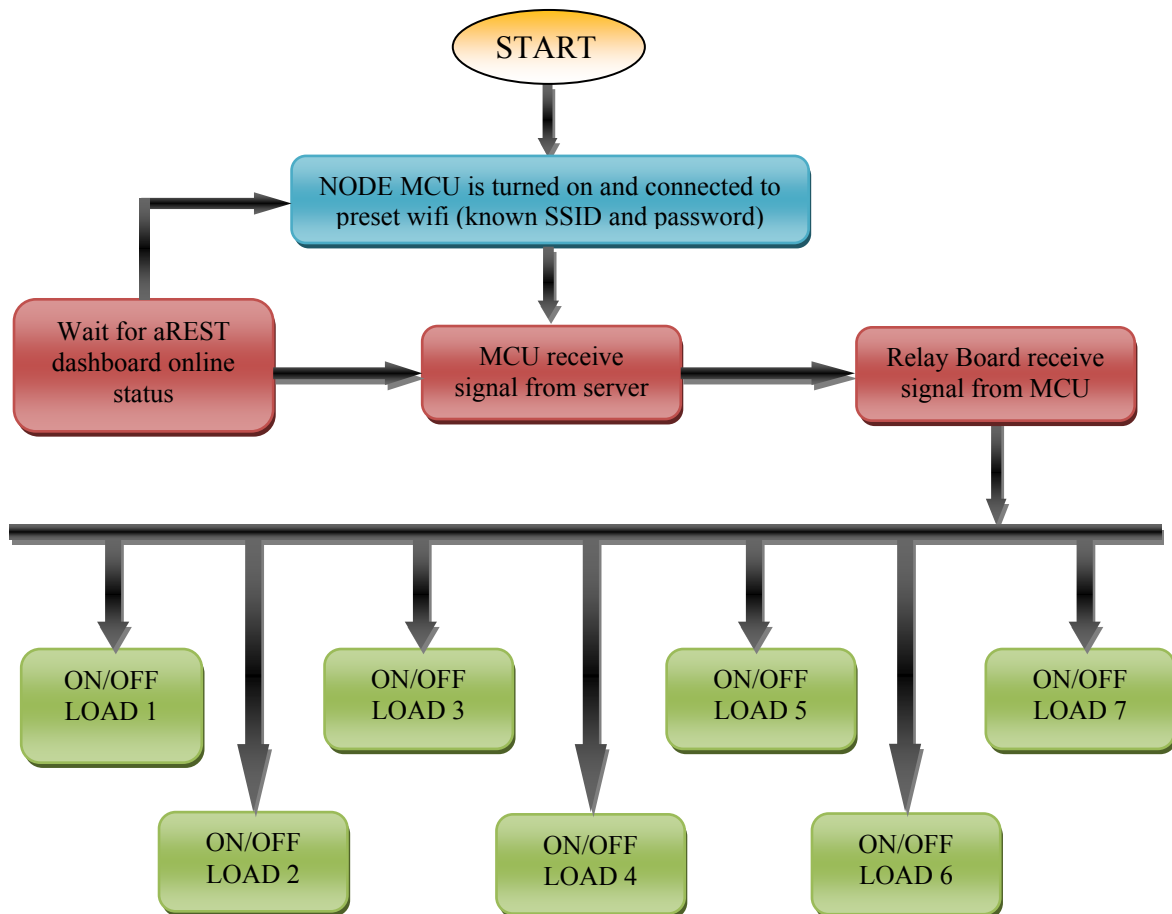 START
NODE MCU is turned on and connected to
preset wifi (known SSID and password)
Wait for aREST
dashboard online
status
MCU receive
signal from server
Relay Board receive
signal from MCU
ON/OFF
LOAD 1
ON/OFF
LOAD 3
ON/OFF
LOAD 5
ON/OFF
LOAD 7
ON/OFF
LOAD 2
ON/OFF
LOAD 4
ON/OFF
LOAD 6